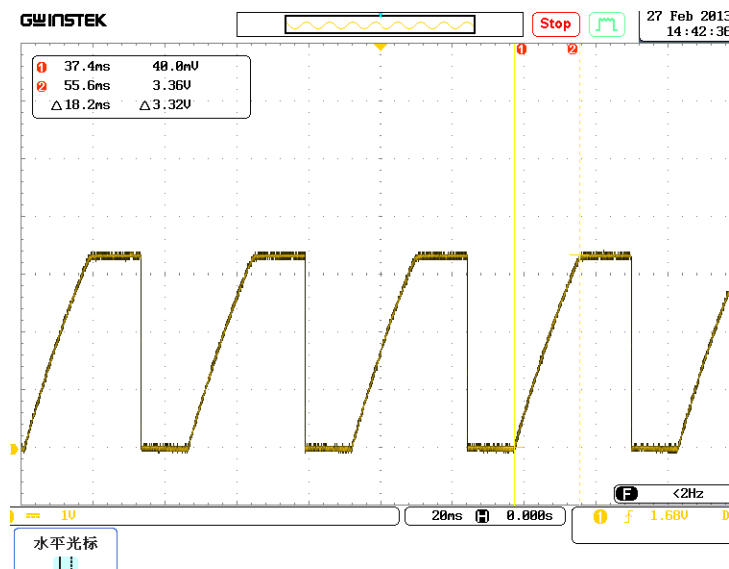 GWINSTEK
Stop
27 Feb 2013
14:42:36
1 37.4ms 40.0mV
2 55.6ms 3.36V
△18.2ms △3.32V
1 2
F <2Hz
1V
20ms H 0.000s
1 1.68V D
水平光标